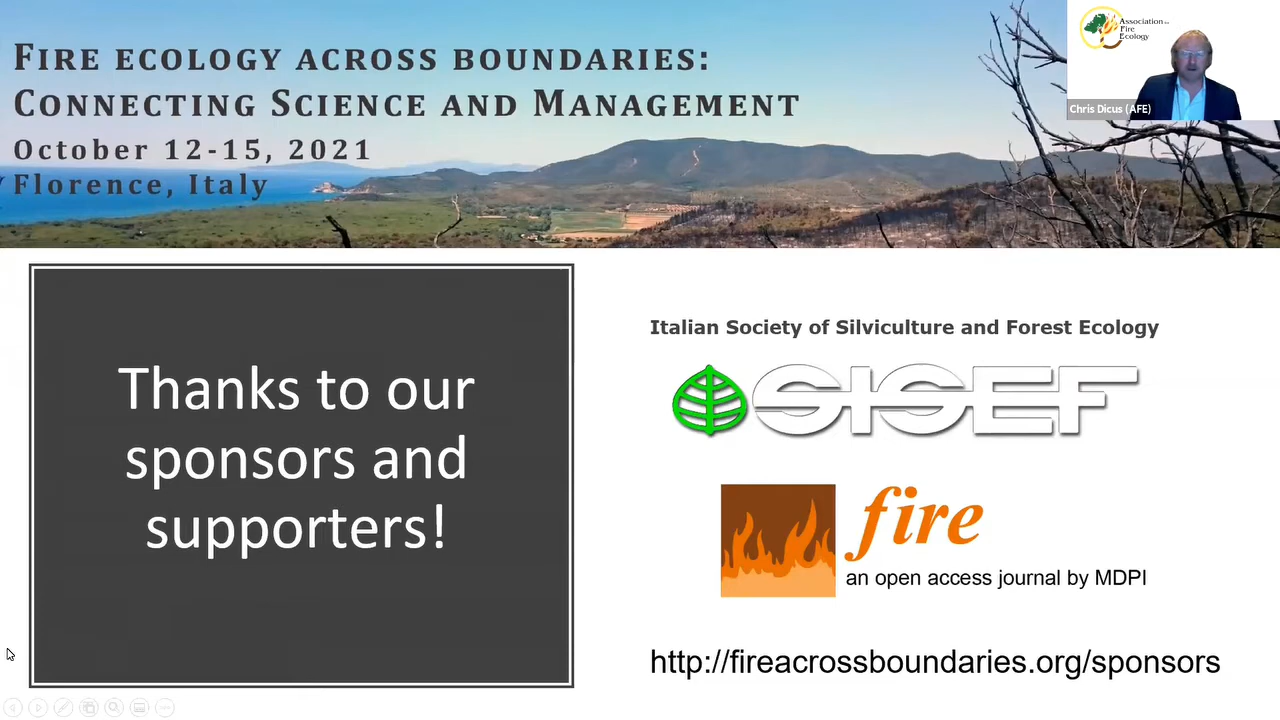 FIRE ECOLOGY ACROSS BOUNDARIES:
CONNECTING SCIENCE AND MANAGEMENT
October 12-15, 2021
Florence, Italy
Association for
Fire
Ecology
Chris Dicus (AFE)
Thanks to our
sponsors and
supporters!
Italian Society of Silviculture and Forest Ecology
SISEF
fire
an open access journal by MDPI
http://fireacrossboundaries.org/sponsors